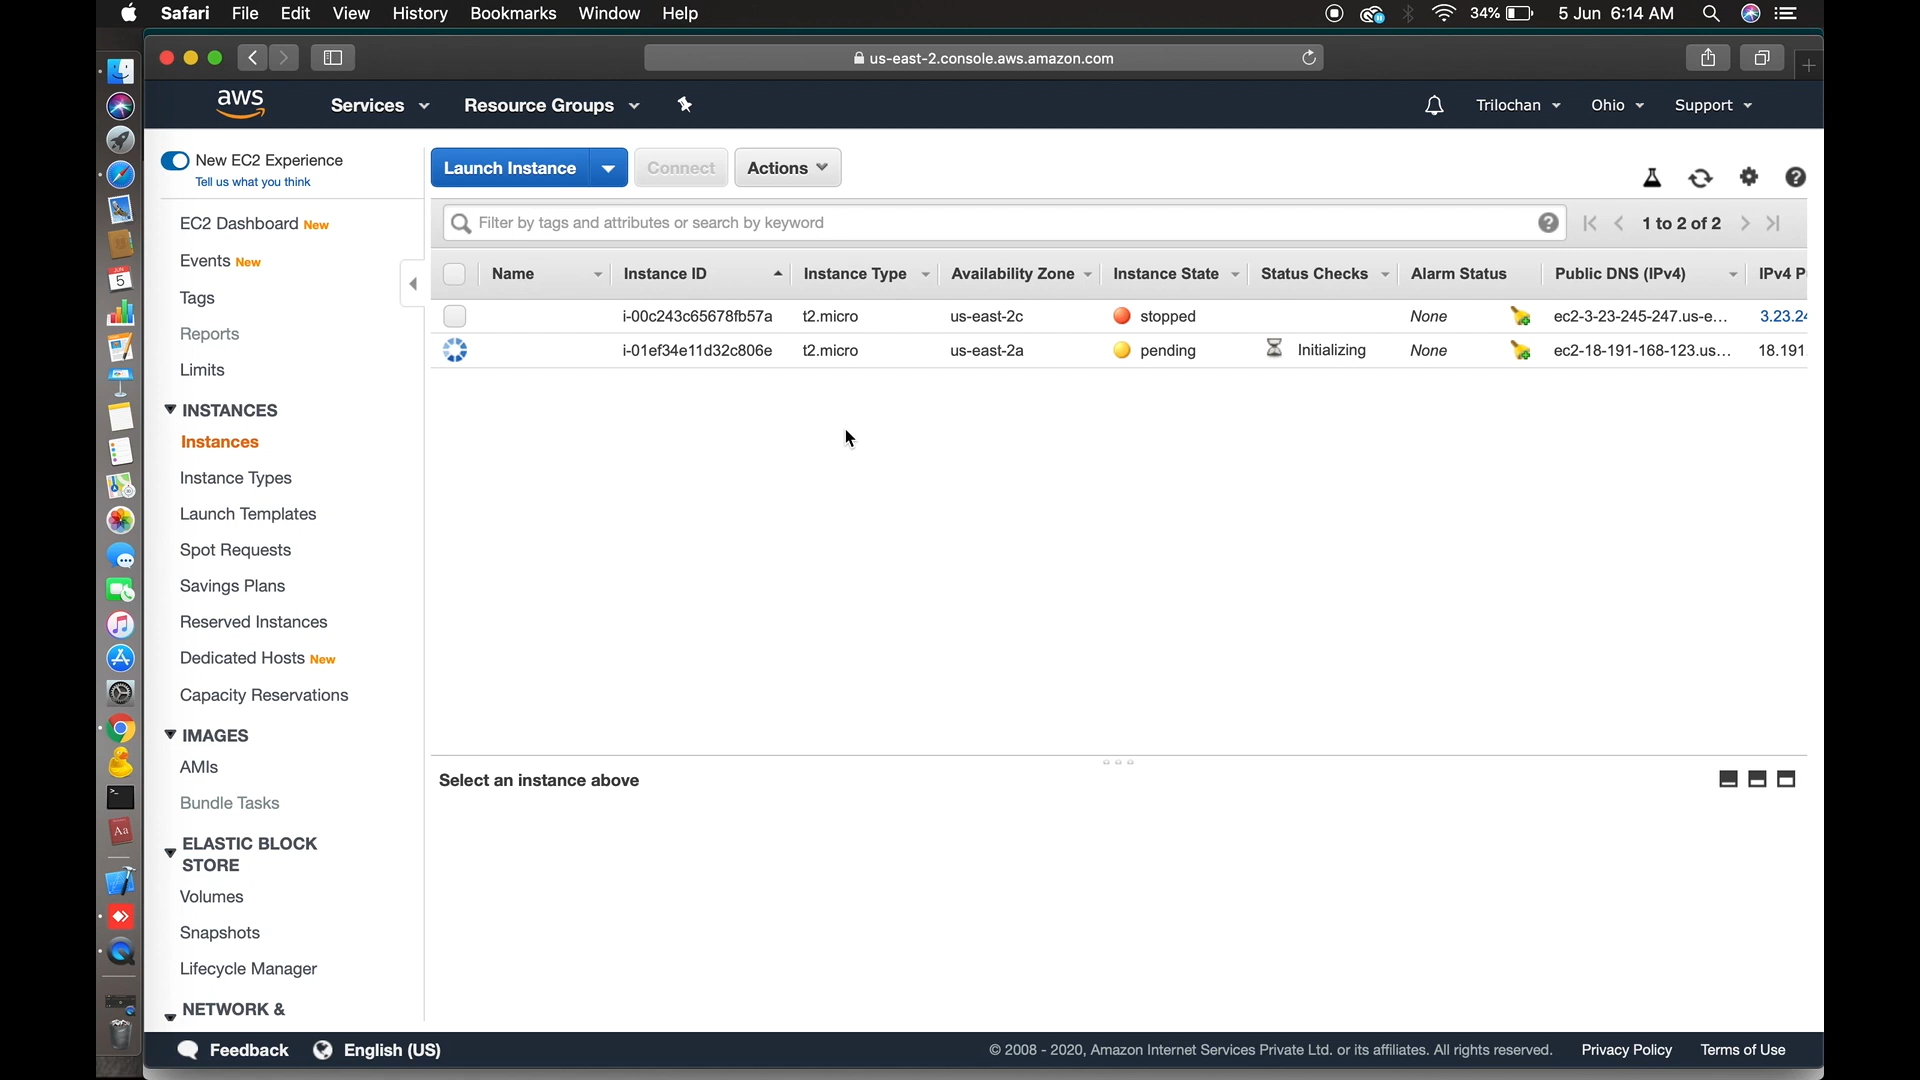 Safari File Edit View History Bookmarks Window Help 34% 5 Jun 6:14 AM
us-east-2.console.aws.amazon.com
aws Services Resource Groups Trilochan Ohio Support
New EC2 Experience
Tell us what you think
Launch Instance Connect Actions
EC2 Dashboard New
Filter by tags and attributes or search by keyword
1 to 2 of 2
Events New
Name Instance ID Instance Type Availability Zone Instance State Status Checks Alarm Status Public DNS (IPv4) IPv4 P
Tags
i-00c243c65678fb57a t2.micro us-east-2c stopped None ec2-3-23-245-247.us-e... 3.23.24
Reports
i-01ef34e11d32c806e t2.micro us-east-2a pending Initializing None ec2-18-191-168-123.us... 18.191.
Limits
INSTANCES
Instances
Instance Types
Launch Templates
Spot Requests
Savings Plans
Reserved Instances
Dedicated Hosts New
Capacity Reservations
IMAGES
AMIs
Bundle Tasks
ELASTIC BLOCK
STORE
Volumes
Snapshots
Lifecycle Manager
NETWORK &
Select an instance above
Feedback English (US)
© 2008 - 2020, Amazon Internet Services Private Ltd. or its affiliates. All rights reserved. Privacy Policy Terms of Use